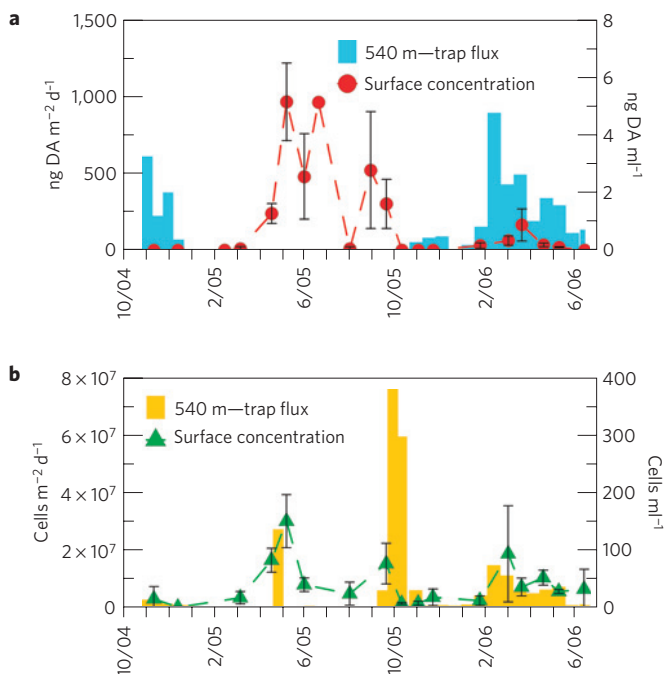 a
1,500
1,000
500
0
ng DA m⁻² d⁻¹
540 m—trap flux
Surface concentration
8
6
4
2
0
ng DA ml⁻¹
10/04
2/05
6/05
10/05
2/06
6/06
b
8 × 10⁷
6 × 10⁷
4 × 10⁷
2 × 10⁷
0
Cells m⁻² d⁻¹
540 m—trap flux
Surface concentration
400
300
200
100
0
Cells ml⁻¹
10/04
2/05
6/05
10/05
2/06
6/06